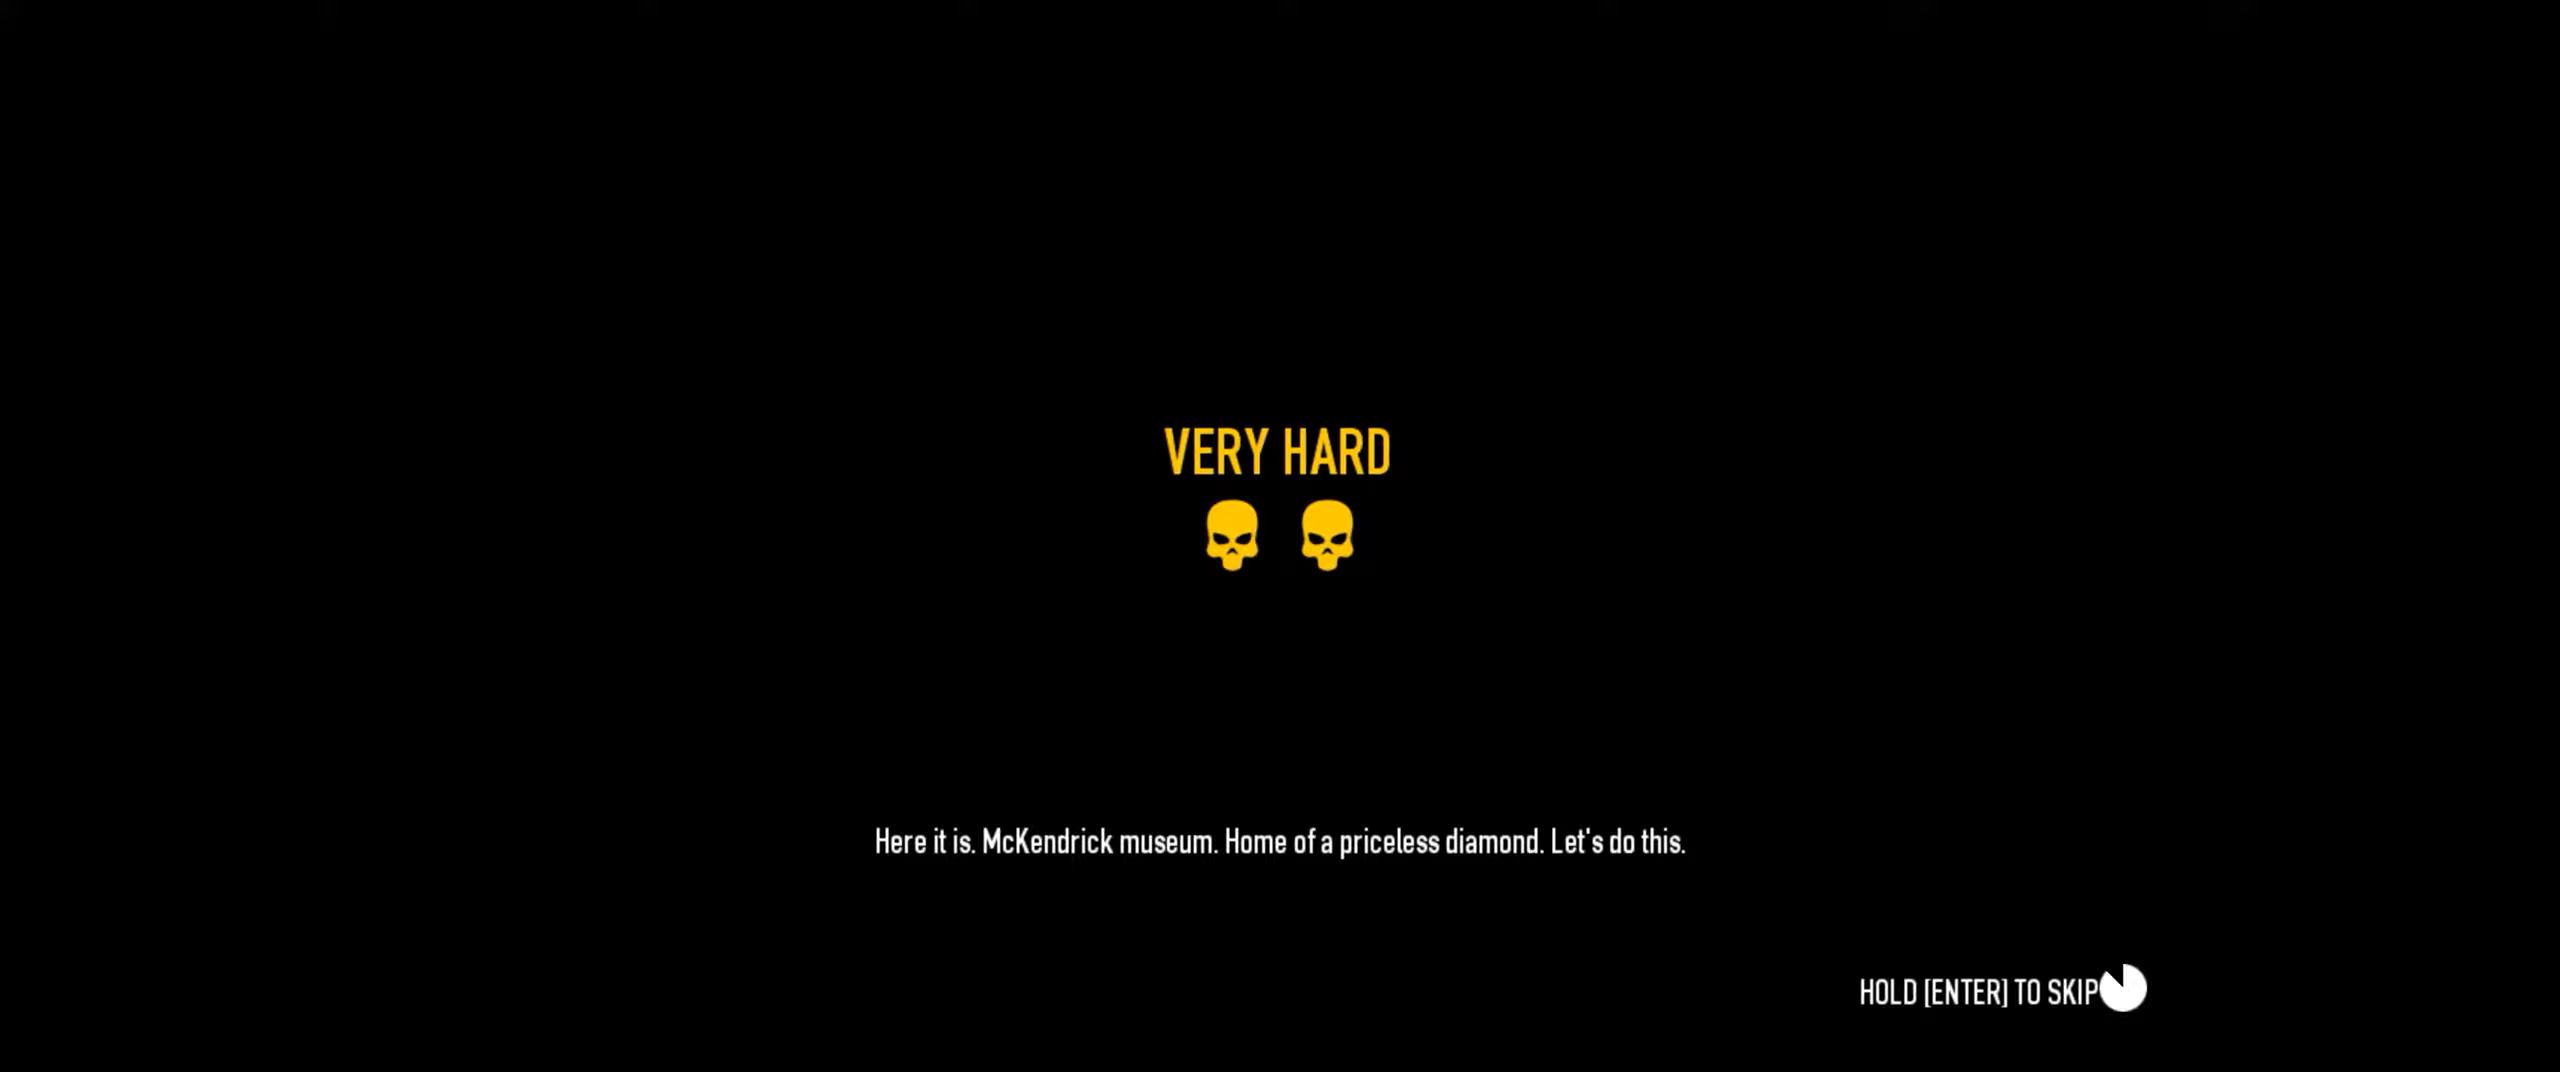 VERY HARD
Here it is. McKendrick museum. Home of a priceless diamond. Let's do this.
HOLD [ENTER] TO SKIP